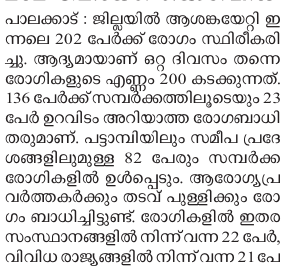 പാലക്കാട് : ജില്ലയിൽ ആശങ്കയേറ്റി ഇ
ന്നലെ 202 പേർക്ക് രോഗം സ്ഥിരീകരി
ച്ചു. ആദ്യമായാണ് ഒറ്റ ദിവസം തന്നെ
രോഗികളുടെ എണ്ണം 200 കടക്കുന്നത്.
136 പേർക്ക് സമ്പർക്കത്തിലൂടെയും 23
പേർ ഉറവിടം അറിയാത്ത രോഗബാധി
തരുമാണ്. പട്ടാമ്പിയിലും സമീപ പ്രദേ
ശങ്ങളിലുമുള്ള 82 പേരും സമ്പർക്ക
രോഗികളിൽ ഉൾപ്പെടും. ആരോഗ്യപ്ര
വർത്തകർക്കും തടവ് പുള്ളിക്കും രോ
ഗം ബാധിച്ചിട്ടുണ്ട്. രോഗികളിൽ ഇതര
സംസ്ഥാനങ്ങളിൽ നിന്ന് വന്ന 22 പേർ,
വിവിധ രാജ്യങ്ങളിൽ നിന്ന് വന്ന 21 പേ